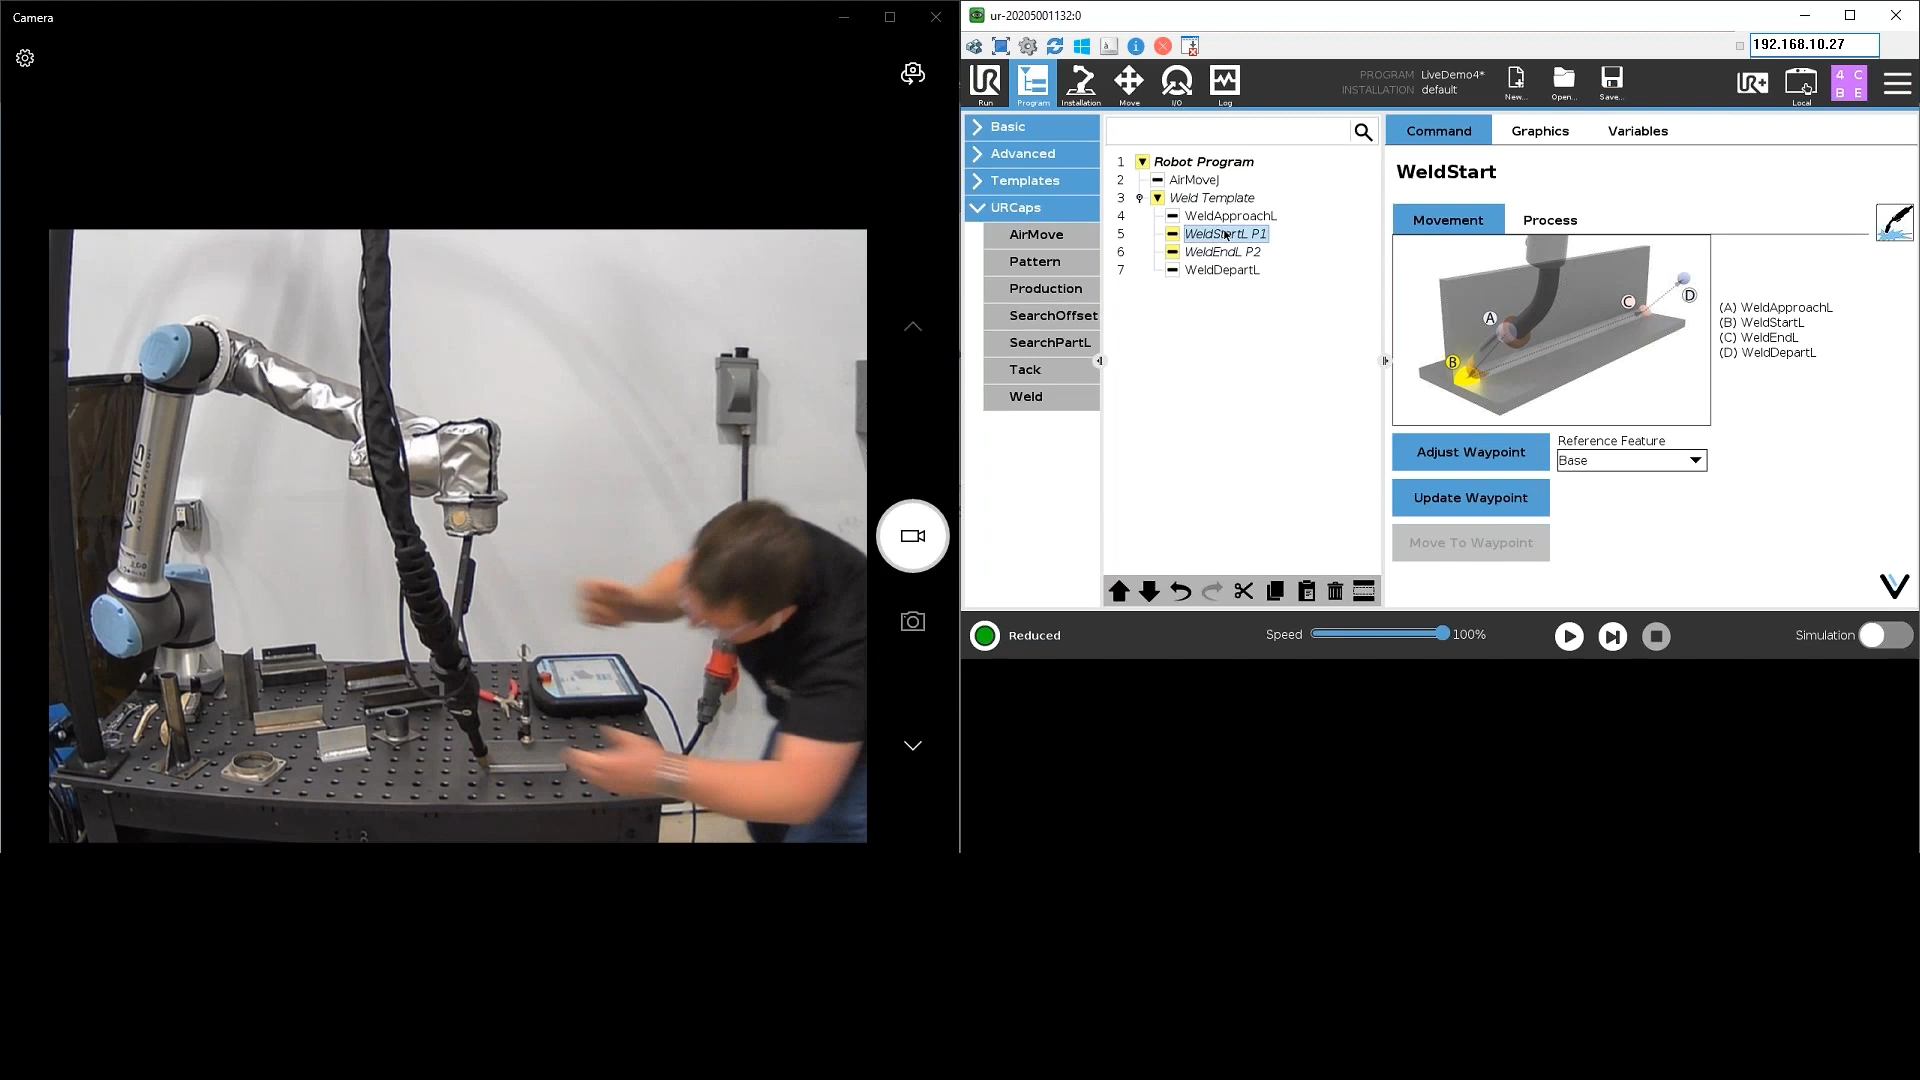 Camera
ur-20205001132:0
192.168.10.27
Run
Program
Installation
Move
I/O
Log
PROGRAM LiveDemo4*
INSTALLATION default
New...
Open...
Save...
UR+
Local
4 C
B E
Basic
Advanced
Templates
URCaps
AirMove
Pattern
Production
SearchOffset
SearchPartL
Tack
Weld
1 Robot Program
2 AirMoveJ
3 Weld Template
4 WeldApproachL
5 WeldStartL P1
6 WeldEndL P2
7 WeldDepartL
Command
Graphics
Variables
WeldStart
Movement
Process
A
B
C
D
(A) WeldApproachL
(B) WeldStartL
(C) WeldEndL
(D) WeldDepartL
Adjust Waypoint
Reference Feature
Base
Update Waypoint
Move To Waypoint
Reduced
Speed
100%
Simulation
VECTIS
AUTOMATION